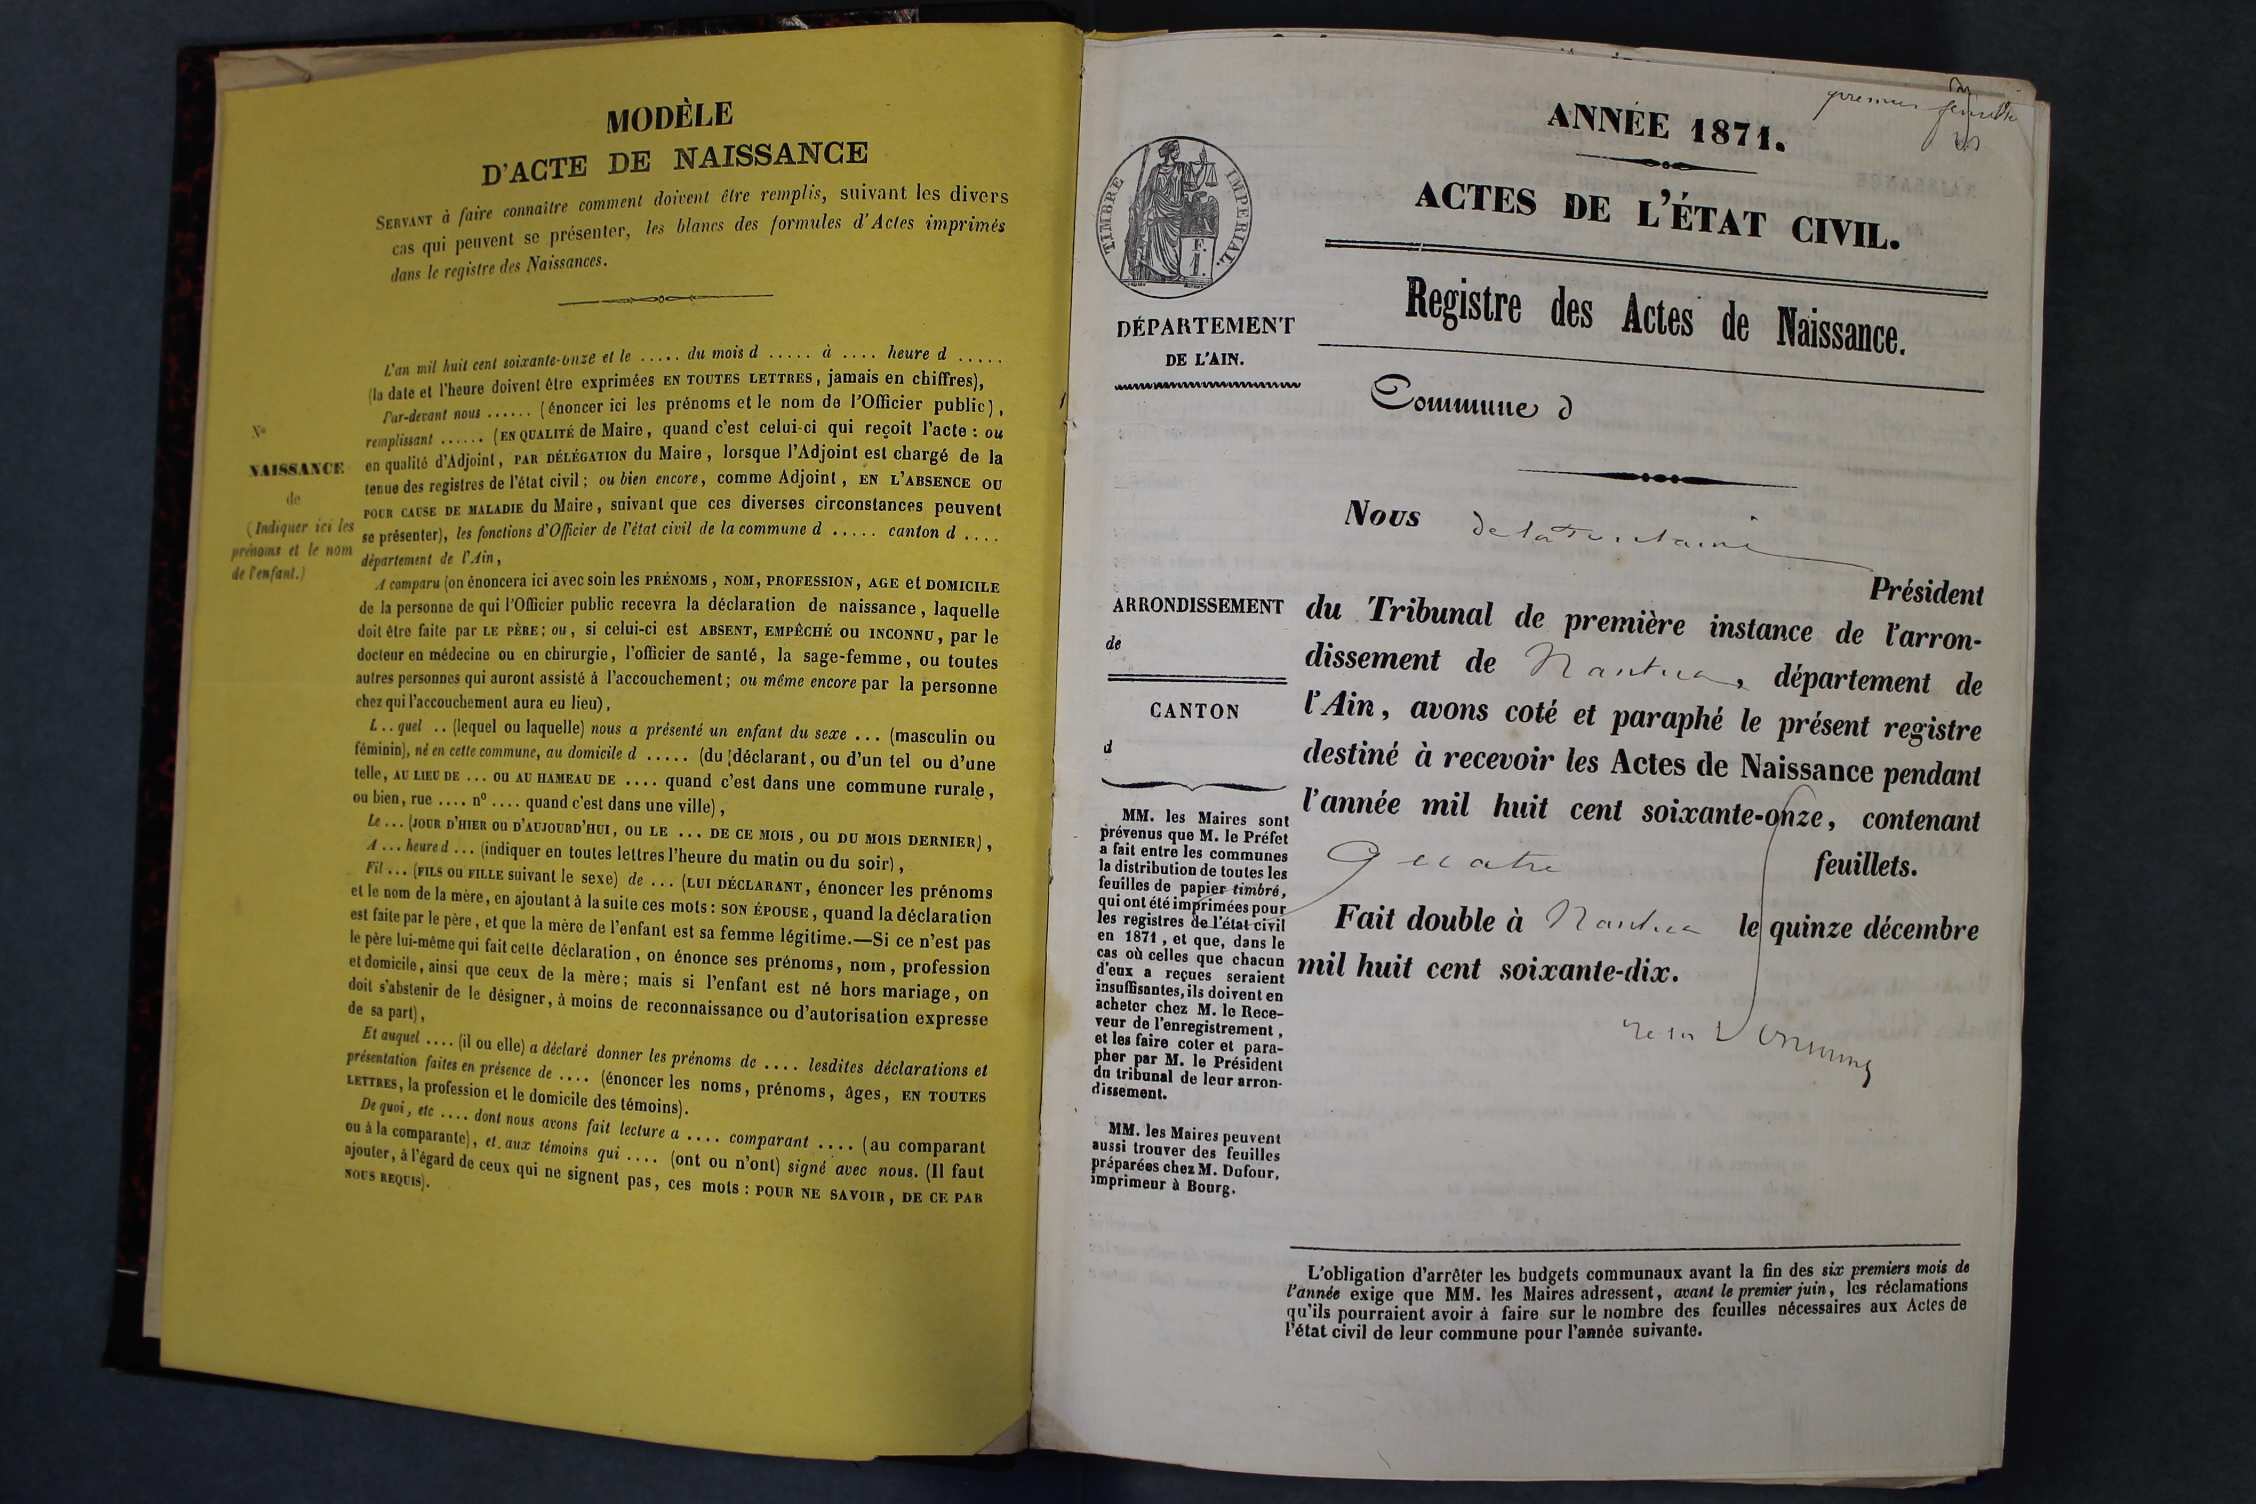 MODÈLE
D'ACTE DE NAISSANCE
SERVANT à faire connaître comment doivent être remplis, suivant les divers
cas qui peuvent se présenter, les blancs des formules d'Actes imprimés
dans le registre des Naissances.
L'an mil huit cent soixante-onze et le ..... du mois d ..... à .... heure d .....
(la date et l'heure doivent être exprimées EN TOUTES LETTRES, jamais en chiffres),
Par-devant nous ...... (énoncer ici les prénoms et le nom de l'Officier public),
remplissant ...... (EN QUALITÉ de Maire, quand c'est celui-ci qui reçoit l'acte : ou
en qualité d'Adjoint, PAR DÉLÉGATION du Maire, lorsque l'Adjoint est chargé de la
tenue des registres de l'état civil ; ou bien encore, comme Adjoint, EN L'ABSENCE OU
POUR CAUSE DE MALADIE du Maire, suivant que ces diverses circonstances peuvent
se présenter), les fonctions d'Officier de l'état civil de la commune d ..... canton d ....
département de l'Ain,
No
NAISSANCE
de
(Indiquer ici les
prénoms et le nom
de l'enfant.)
A comparu (on énoncera ici avec soin les PRÉNOMS, NOM, PROFESSION, AGE et DOMICILE
de la personne de qui l'Officier public recevra la déclaration de naissance, laquelle
doit être faite par LE PÈRE ; ou, si celui-ci est ABSENT, EMPÊCHÉ OU INCONNU, par le
docteur en médecine ou en chirurgie, l'officier de santé, la sage-femme, ou toutes
autres personnes qui auront assisté à l'accouchement ; ou même encore par la personne
chez qui l'accouchement aura eu lieu),
L .. quel .. (lequel ou laquelle) nous a présenté un enfant du sexe ... (masculin ou
féminin), né en cette commune, au domicile d ..... (du déclarant, ou d'un tel ou d'une
telle, AU LIEU DE ... OU AU HAMEAU DE .... quand c'est dans une commune rurale,
ou bien, rue .... no .... quand c'est dans une ville),
Le ... (JOUR D'HIER OU D'AUJOURD'HUI, OU LE ... DE CE MOIS, OU DU MOIS DERNIER),
A ... heure d ... (indiquer en toutes lettres l'heure du matin ou du soir),
Fil ... (FILS OU FILLE suivant le sexe) de ... (LUI DÉCLARANT, énoncer les prénoms
et le nom de la mère, en ajoutant à la suite ces mots : SON ÉPOUSE, quand la déclaration
est faite par le père, et que la mère de l'enfant est sa femme légitime.—Si ce n'est pas
le père lui-même qui fait cette déclaration, on énonce ses prénoms, nom, profession
et domicile, ainsi que ceux de la mère ; mais si l'enfant est né hors mariage, on
doit s'abstenir de le désigner, à moins de reconnaissance ou d'autorisation expresse
de sa part),
Et auquel .... (il ou elle) a déclaré donner les prénoms de .... lesdites déclarations et
présentation faites en présence de .... (énoncer les noms, prénoms, âges, EN TOUTES
LETTRES, la profession et le domicile des témoins).
De quoi, etc .... dont nous avons fait lecture a .... comparant .... (au comparant
ou à la comparante), et aux témoins qui .... (ont ou n'ont) signé avec nous. (Il faut
ajouter, à l'égard de ceux qui ne signent pas, ces mots : POUR NE SAVOIR, DE CE PAR
NOUS REQUIS).
premier feuillet
ANNÉE 1871.
ACTES DE L'ÉTAT CIVIL.
Registre des Actes de Naissance.
TIMBRE IMPÉRIAL.
F.
1.
DÉPARTEMENT
DE L'AIN.
Commune d
Nous Delafontaine
Président
du Tribunal de première instance de l'arron-
dissement de Nantua, département de
l'Ain, avons coté et paraphé le présent registre
destiné à recevoir les Actes de Naissance pendant
l'année mil huit cent soixante-onze, contenant
quatre feuillets.
Fait double à Nantua le quinze décembre
mil huit cent soixante-dix.
ARRONDISSEMENT
de
CANTON
d
MM. les Maires sont
prévenus que M. le Préfet
a fait entre les communes
la distribution de toutes les
feuilles de papier timbré,
qui ont été imprimées pour
les registres de l'état civil
en 1871, et que, dans le
cas où celles que chacun
d'eux a reçues seraient
insuffisantes, ils doivent en
acheter chez M. le Rece-
veur de l'enregistrement,
et les faire coter et para-
pher par M. le Président
du tribunal de leur arron-
dissement.
MM. les Maires peuvent
aussi trouver des feuilles
préparées chez M. Dufour,
imprimeur à Bourg.
L'obligation d'arrêter les budgets communaux avant la fin des six premiers mois de
l'année exige que MM. les Maires adressent, avant le premier juin, les réclamations
qu'ils pourraient avoir à faire sur le nombre des feuilles nécessaires aux Actes de
l'état civil de leur commune pour l'année suivante.